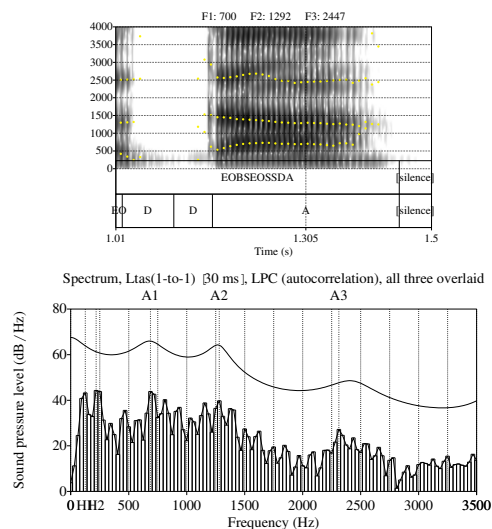 F1: 700 F2: 1292 F3: 2447
4000
3500
3000
2500
2000
1500
1000
500
0
EOBSEOSSDA [silence]
EO D D A [silence]
1.01 1.305 1.5
Time (s)
Spectrum, Ltas(1-to-1) [30 ms], LPC (autocorrelation), all three overlaid
A1 A2 A3
80
60
40
20
0
Sound pressure level (dB / Hz)
0 H1 H2 500 1000 1500 2000 2500 3000 3500
Frequency (Hz)